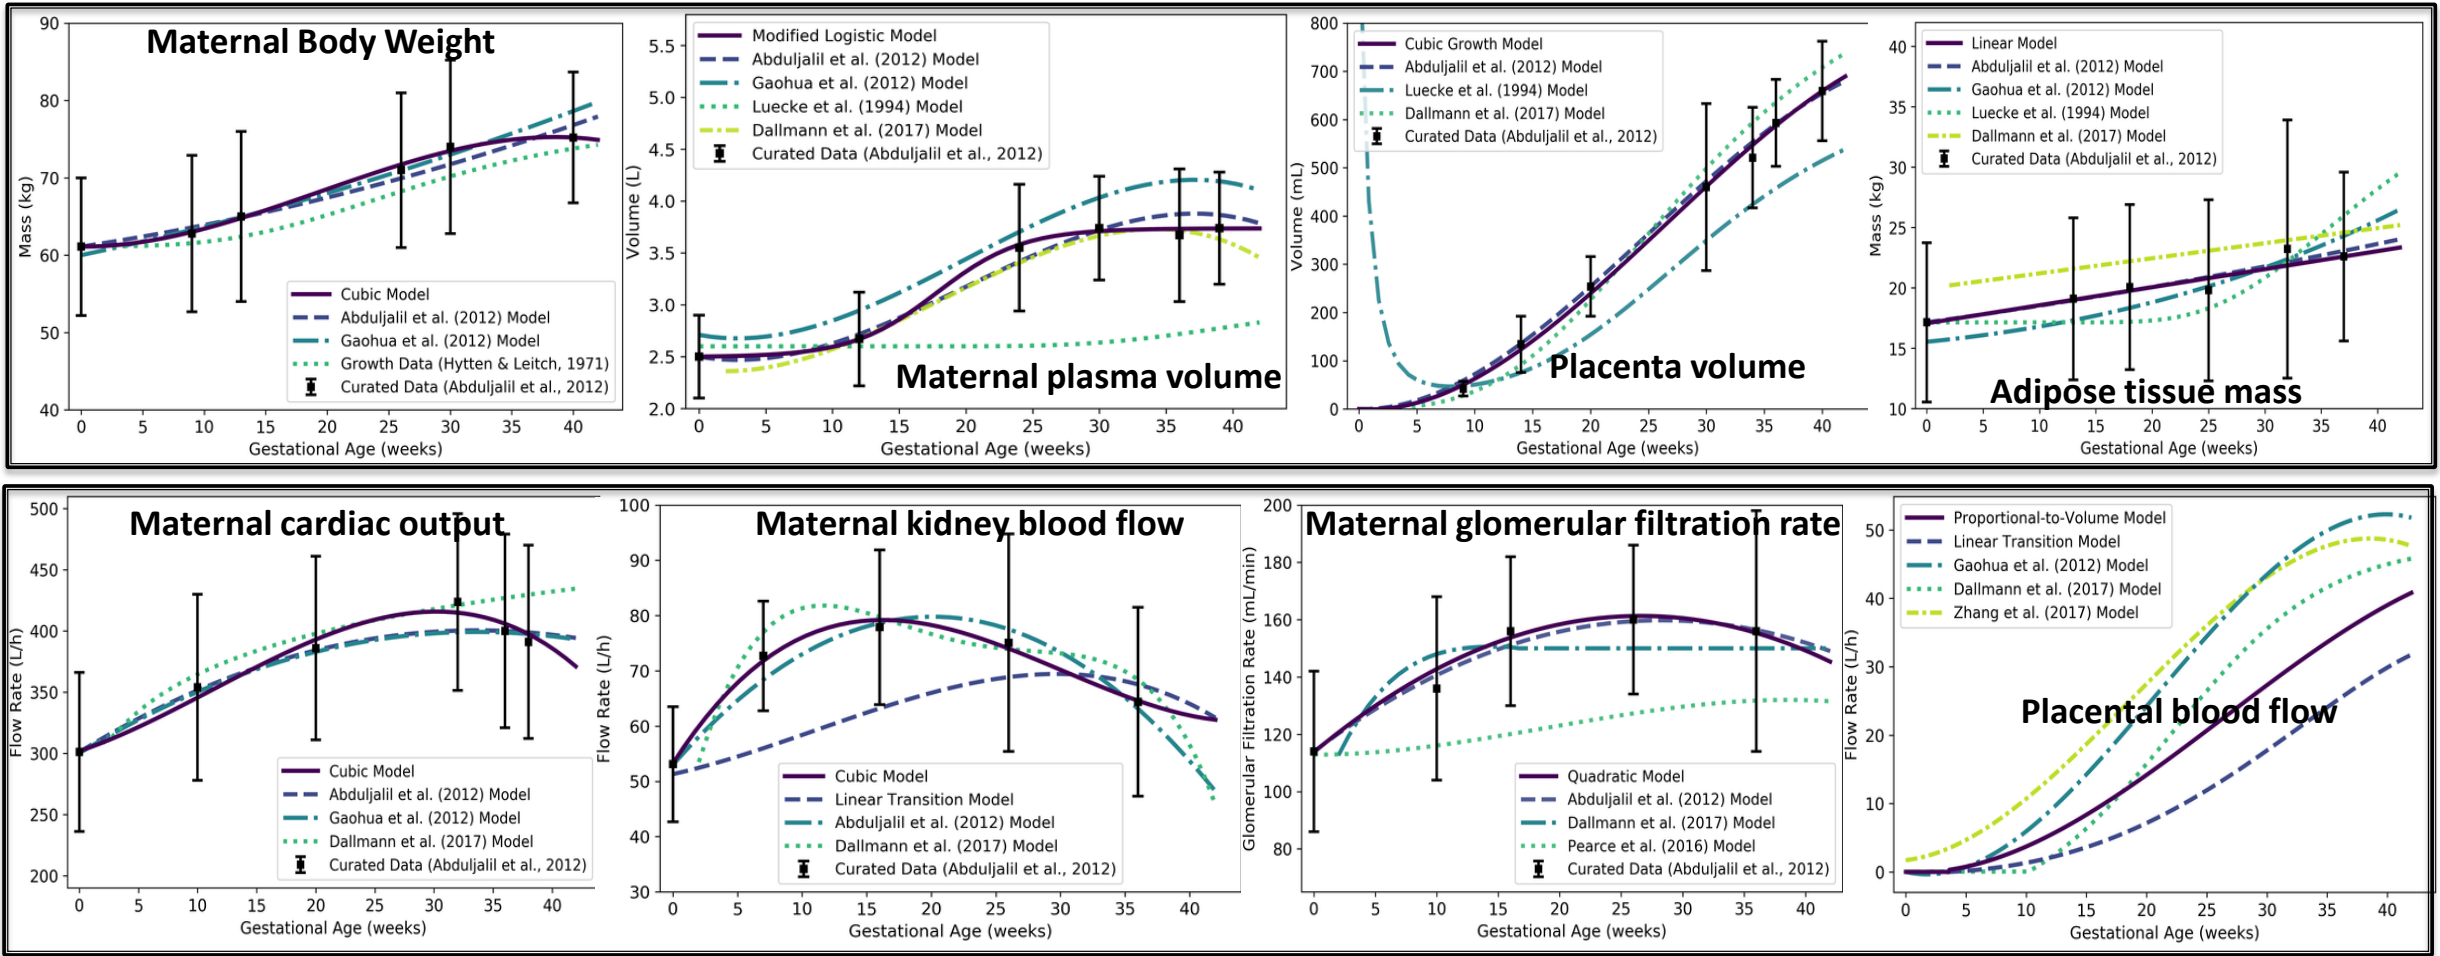 Maternal Body Weight
90
80
70
60
50
40
Mass (kg)
Cubic Model
Abduljalil et al. (2012) Model
Gaohua et al. (2012) Model
Growth Data (Hytten & Leitch, 1971)
Curated Data (Abduljalil et al., 2012)
0 5 10 15 20 25 30 35 40
Gestational Age (weeks)
Modified Logistic Model
Abduljalil et al. (2012) Model
Gaohua et al. (2012) Model
Luecke et al. (1994) Model
Dallmann et al. (2017) Model
Curated Data (Abduljalil et al., 2012)
5.5
5.0
4.5
4.0
3.5
3.0
2.5
2.0
Volume (L)
Maternal plasma volume
0 5 10 15 20 25 30 35 40
Gestational Age (weeks)
800
700
600
500
400
300
200
100
0
Volume (mL)
Cubic Growth Model
Abduljalil et al. (2012) Model
Luecke et al. (1994) Model
Dallmann et al. (2017) Model
Curated Data (Abduljalil et al., 2012)
Placenta volume
0 5 10 15 20 25 30 35 40
Gestational Age (weeks)
40
35
30
25
20
15
10
Mass (kg)
Linear Model
Abduljalil et al. (2012) Model
Gaohua et al. (2012) Model
Luecke et al. (1994) Model
Dallmann et al. (2017) Model
Curated Data (Abduljalil et al., 2012)
Adipose tissue mass
0 5 10 15 20 25 30 35 40
Gestational Age (weeks)
Maternal cardiac output
500
450
400
350
300
250
200
Flow Rate (L/h)
Cubic Model
Abduljalil et al. (2012) Model
Gaohua et al. (2012) Model
Dallmann et al. (2017) Model
Curated Data (Abduljalil et al., 2012)
0 5 10 15 20 25 30 35 40
Gestational Age (weeks)
Maternal kidney blood flow
100
90
80
70
60
50
40
30
Flow Rate (L/h)
Cubic Model
Linear Transition Model
Abduljalil et al. (2012) Model
Dallmann et al. (2017) Model
Curated Data (Abduljalil et al., 2012)
0 5 10 15 20 25 30 35 40
Gestational Age (weeks)
Maternal glomerular filtration rate
200
180
160
140
120
100
80
Glomerular Filtration Rate (mL/min)
Quadratic Model
Abduljalil et al. (2012) Model
Dallmann et al. (2017) Model
Pearce et al. (2016) Model
Curated Data (Abduljalil et al., 2012)
0 5 10 15 20 25 30 35 40
Gestational Age (weeks)
50
40
30
20
10
0
Flow Rate (L/h)
Proportional-to-Volume Model
Linear Transition Model
Gaohua et al. (2012) Model
Dallmann et al. (2017) Model
Zhang et al. (2017) Model
Placental blood flow
0 5 10 15 20 25 30 35 40
Gestational Age (weeks)